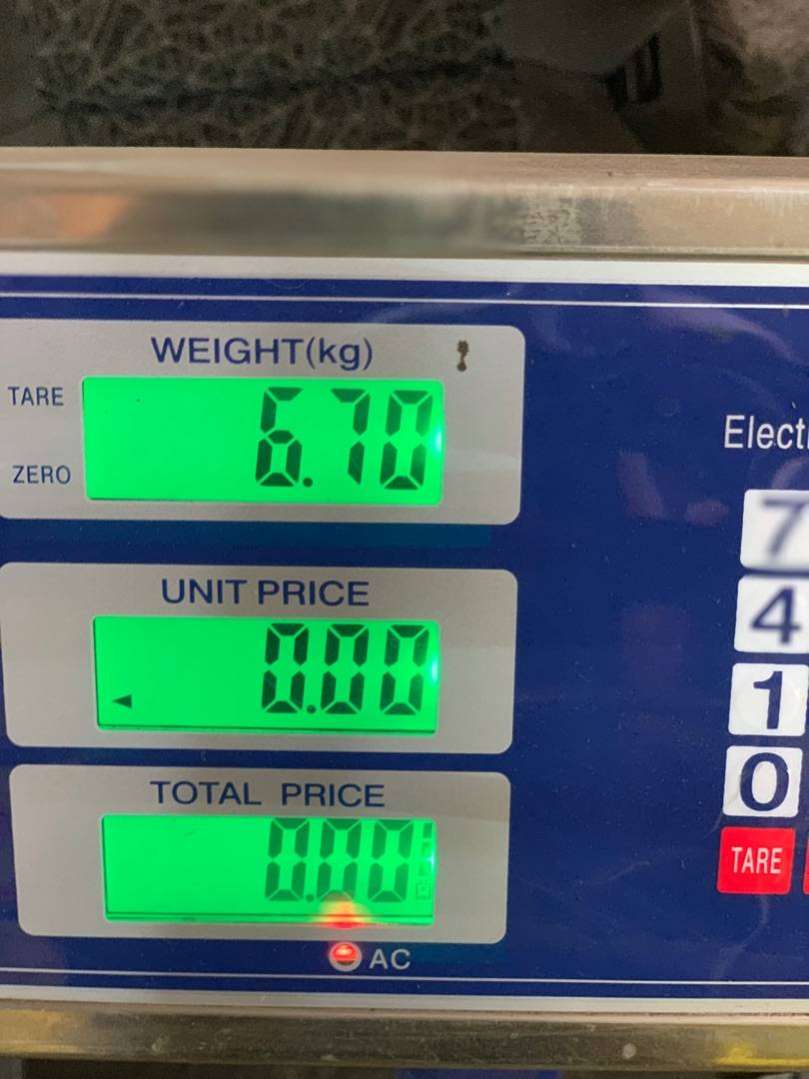 WEIGHT(kg)
TARE
6.70
ZERO
Elect
7
UNIT PRICE
4
0.00
1
TOTAL PRICE
0
0.00
TARE
AC